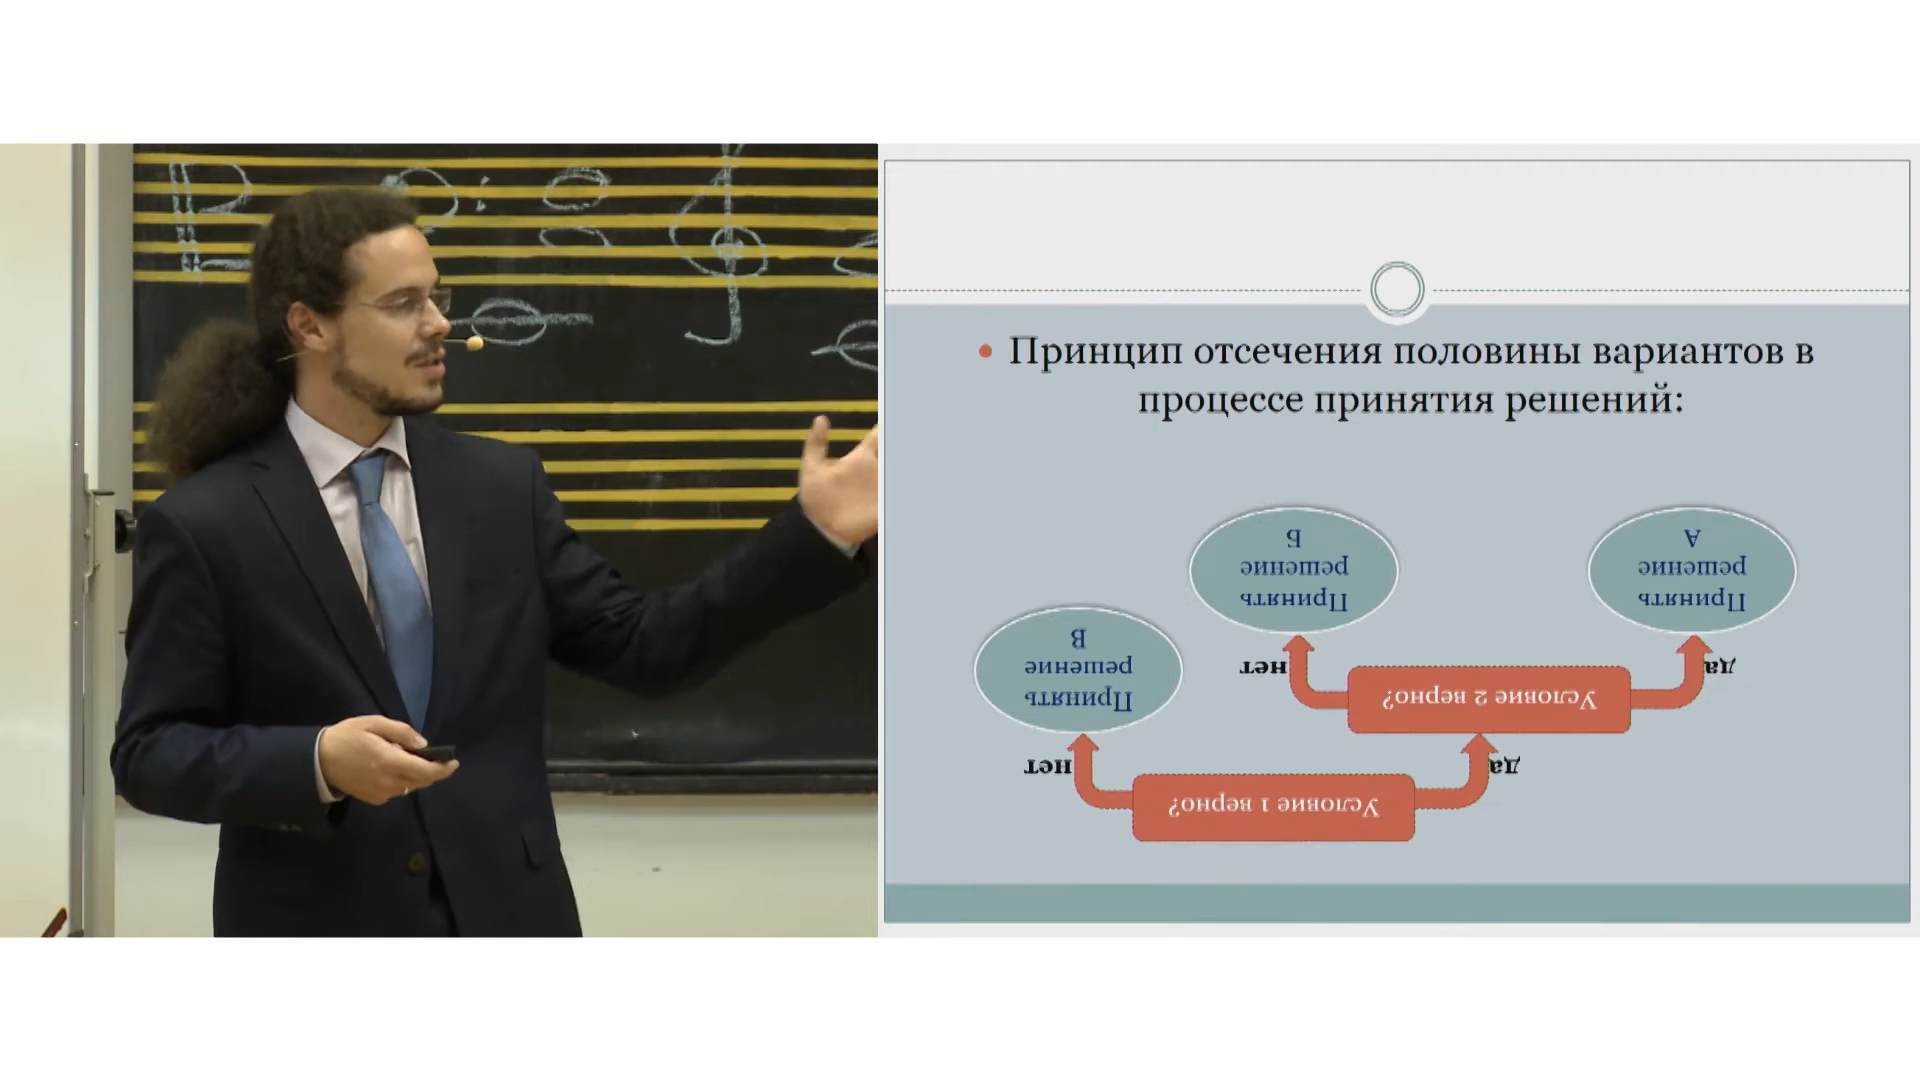 Принцип отсечения половины вариантов в
процессе принятия решений:
Принять
решение
Б
Принять
решение
А
Принять
решение
В
нет
да
Условие 2 верно?
нет
да
Условие 1 верно?